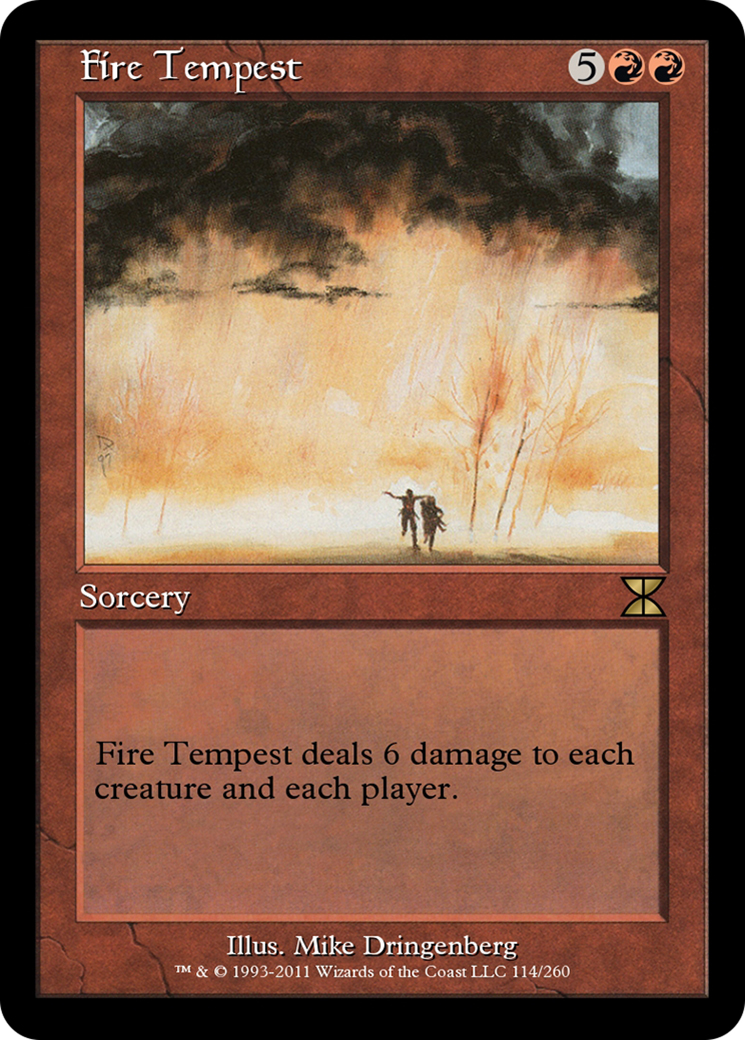 Fire Tempest
5
Sorcery
Fire Tempest deals 6 damage to each
creature and each player.
Illus. Mike Dringenberg
™ & © 1993-2011 Wizards of the Coast LLC 114/260